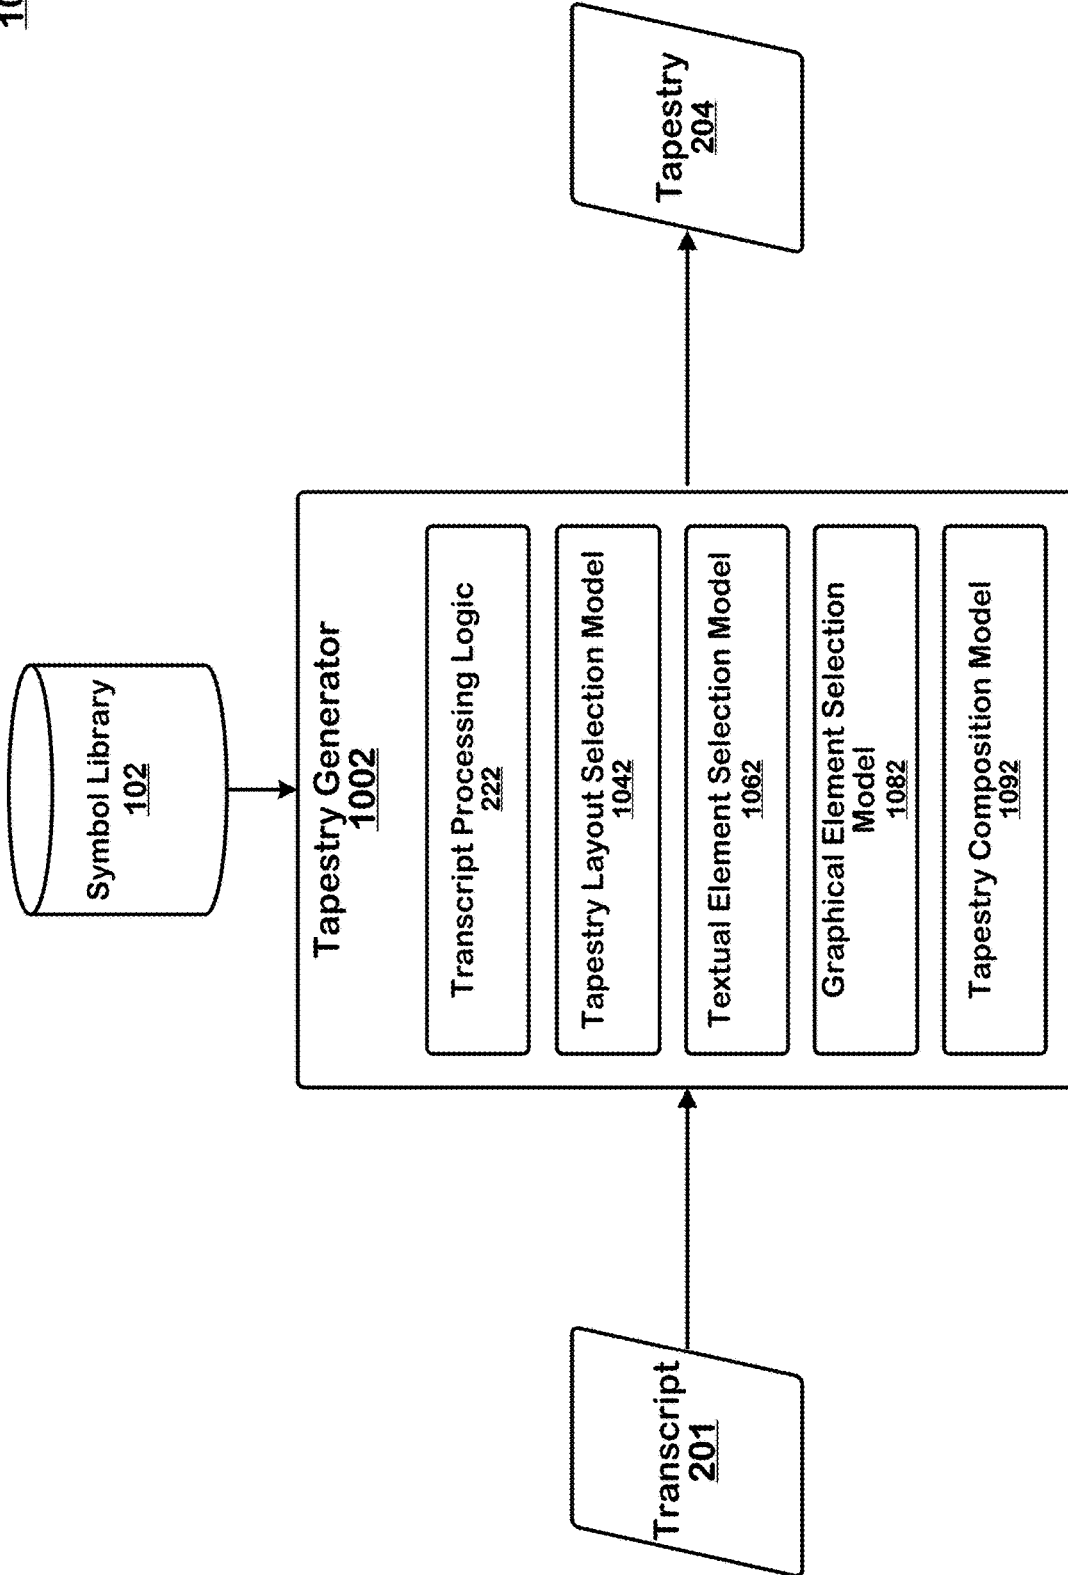 Symbol Library
102
Tapestry Generator
1002
Transcript Processing Logic
222
Tapestry Layout Selection Model
1042
Textual Element Selection Model
1062
Graphical Element Selection
Model
1082
Tapestry Composition Model
1092
Transcript
201
Tapestry
204